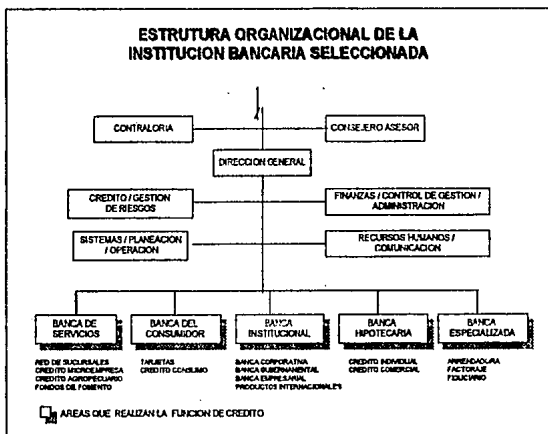 ESTRUTURA ORGANIZACIONAL DE LA
INSTITUCION BANCARIA SELECCIONADA
CONTRALORIA
CONSEJERO ASESOR
DIRECCION GENERAL
CREDITO / GESTION
DE RIESGOS
FINANZAS / CONTROL DE GESTION /
ADMINISTRACION
SISTEMAS / PLANEACION
/ OPERACION
RECURSOS HUMANOS /
COMUNICACION
BANCA DE
SERVICIOS
RED DE SUCURSALES
CREDITO MICROEMPRESA
CREDITO AGROPECUARIO
FONDOS DE FOMENTO
BANCA DEL
CONSUMIDOR
TARJETAS
CREDITO CONSUMO
BANCA
INSTITUCIONAL
BANCA CORPORATIVA
BANCA GUBERNAMENTAL
BANCA EMPRESARIAL
PRODUCTOS INTERNACIONALES
BANCA
HIPOTECARIA
CREDITO INDIVIDUAL
CREDITO COMERCIAL
BANCA
ESPECIALIZADA
ARRENDADORA
FACTORAJE
FIDUCIARIO
AREAS QUE REALIZAN LA FUNCION DE CREDITO